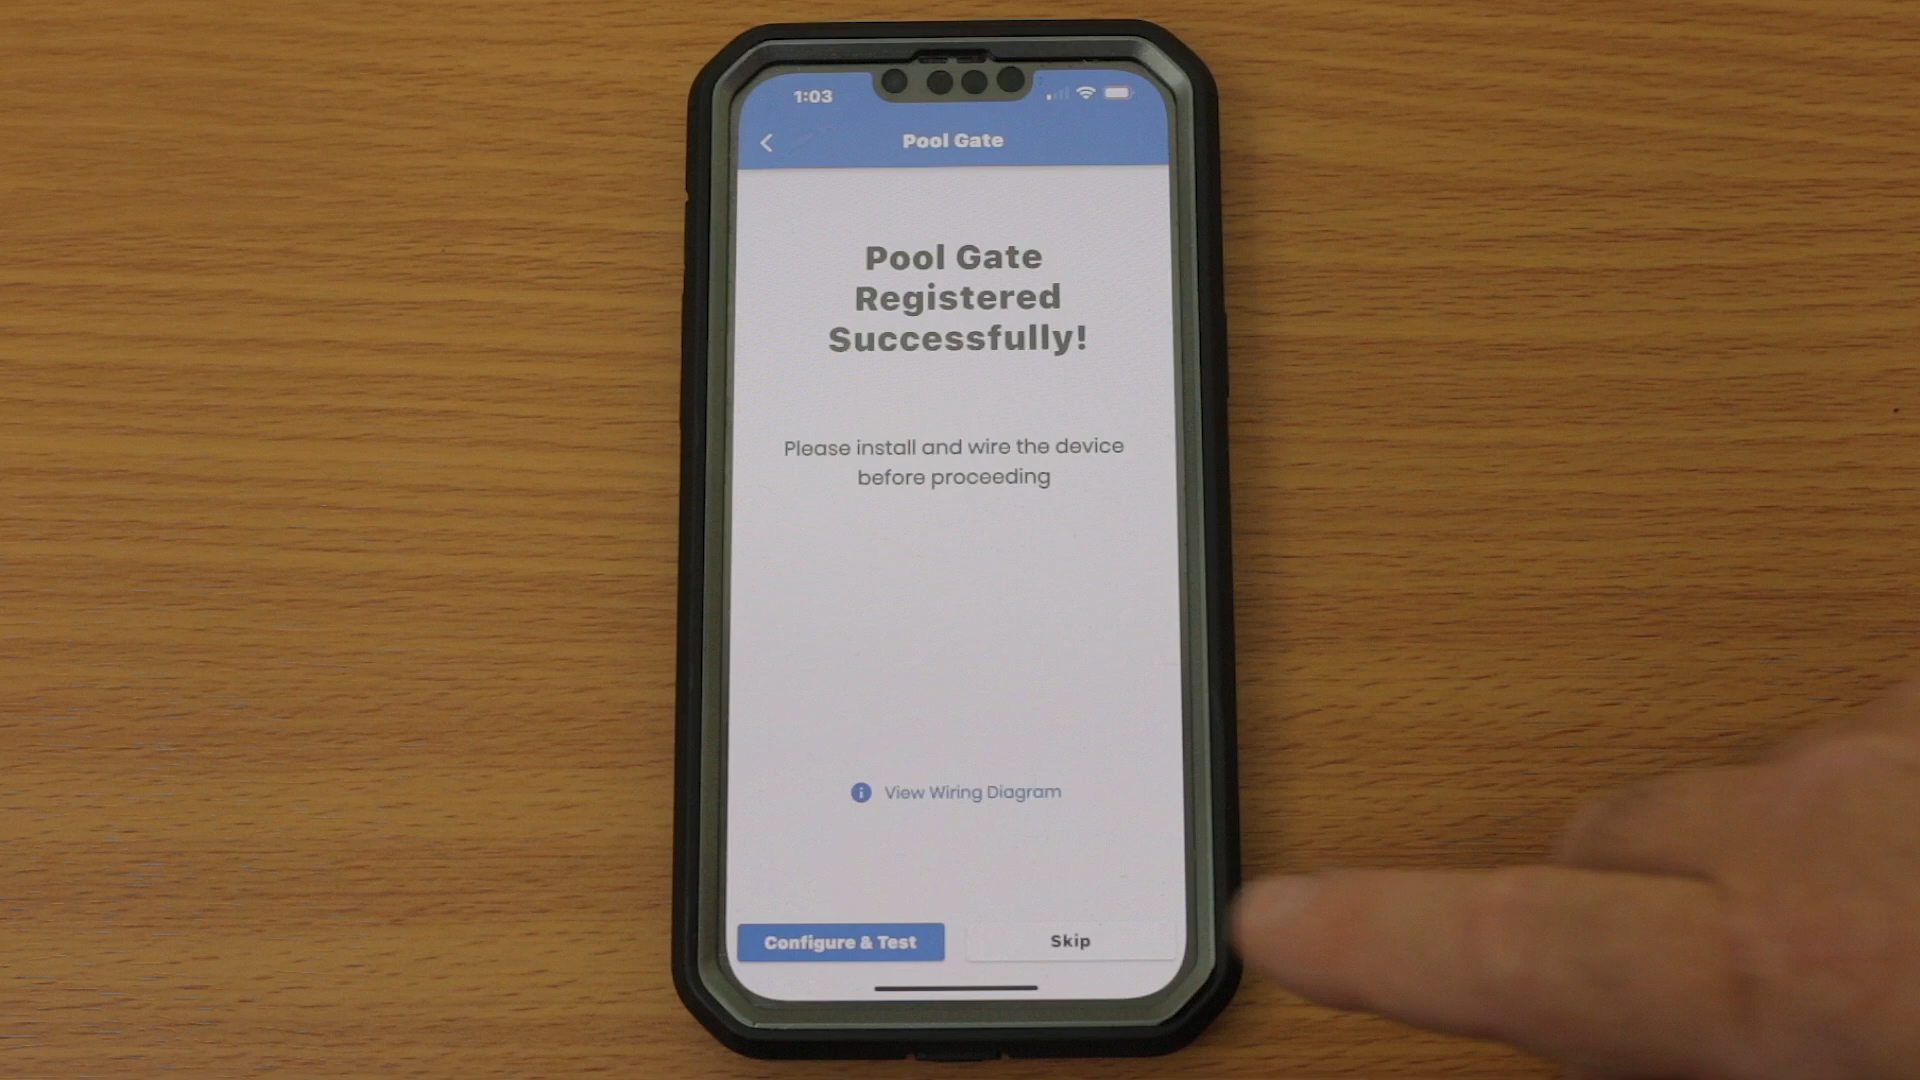 1:03
Pool Gate
Pool Gate
Registered
Successfully!
Please install and wire the device
before proceeding
View Wiring Diagram
Configure & Test
Skip